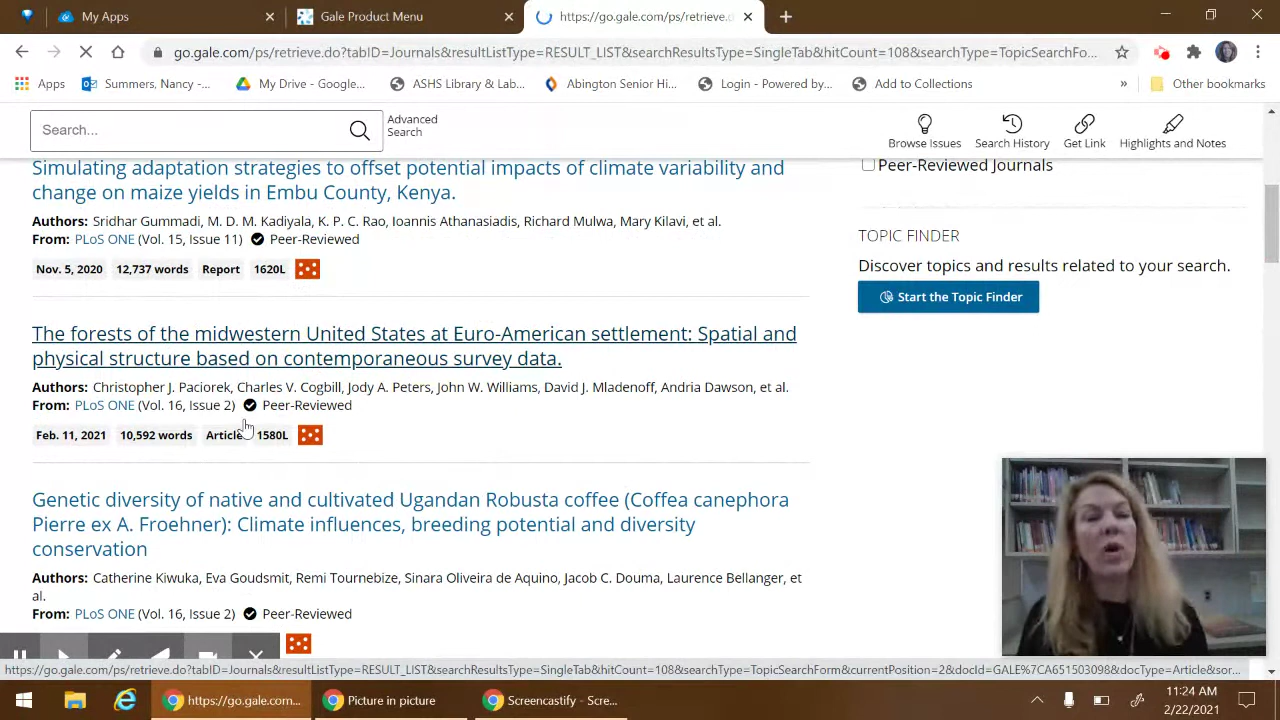 My Apps
Gale Product Menu
https://go.gale.com/ps/retrieve.do
go.gale.com/ps/retrieve.do?tabID=Journals&resultListType=RESULT_LIST&searchResultsType=SingleTab&hitCount=108&searchType=TopicSearchFo...
Apps
Summers, Nancy -...
My Drive - Google...
ASHS Library & Lab...
Abington Senior Hi...
Login - Powered by...
Add to Collections
»
Other bookmarks
Search...
Advanced
Search
Browse Issues
Search History
Get Link
Highlights and Notes
Simulating adaptation strategies to offset potential impacts of climate variability and
change on maize yields in Embu County, Kenya.
Authors: Sridhar Gummadi, M. D. M. Kadiyala, K. P. C. Rao, Ioannis Athanasiadis, Richard Mulwa, Mary Kilavi, et al.
From: PLoS ONE (Vol. 15, Issue 11) Peer-Reviewed
Nov. 5, 2020 12,737 words Report 1620L
The forests of the midwestern United States at Euro-American settlement: Spatial and
physical structure based on contemporaneous survey data.
Authors: Christopher J. Paciorek, Charles V. Cogbill, Jody A. Peters, John W. Williams, David J. Mladenoff, Andria Dawson, et al.
From: PLoS ONE (Vol. 16, Issue 2) Peer-Reviewed
Feb. 11, 2021 10,592 words Article 1580L
Genetic diversity of native and cultivated Ugandan Robusta coffee (Coffea canephora
Pierre ex A. Froehner): Climate influences, breeding potential and diversity
conservation
Authors: Catherine Kiwuka, Eva Goudsmit, Remi Tournebize, Sinara Oliveira de Aquino, Jacob C. Douma, Laurence Bellanger, et
al.
From: PLoS ONE (Vol. 16, Issue 2) Peer-Reviewed
Peer-Reviewed Journals
TOPIC FINDER
Discover topics and results related to your search.
Start the Topic Finder
https://go.gale.com/ps/retrieve.do?tabID=Journals&resultListType=RESULT_LIST&searchResultsType=SingleTab&hitCount=108&searchType=TopicSearchForm&currentPosition=2&docId=GALE%7CA651503098&docType=Article&sor...
https://go.gale.com...
Picture in picture
Screencastify - Scre...
11:24 AM
2/22/2021